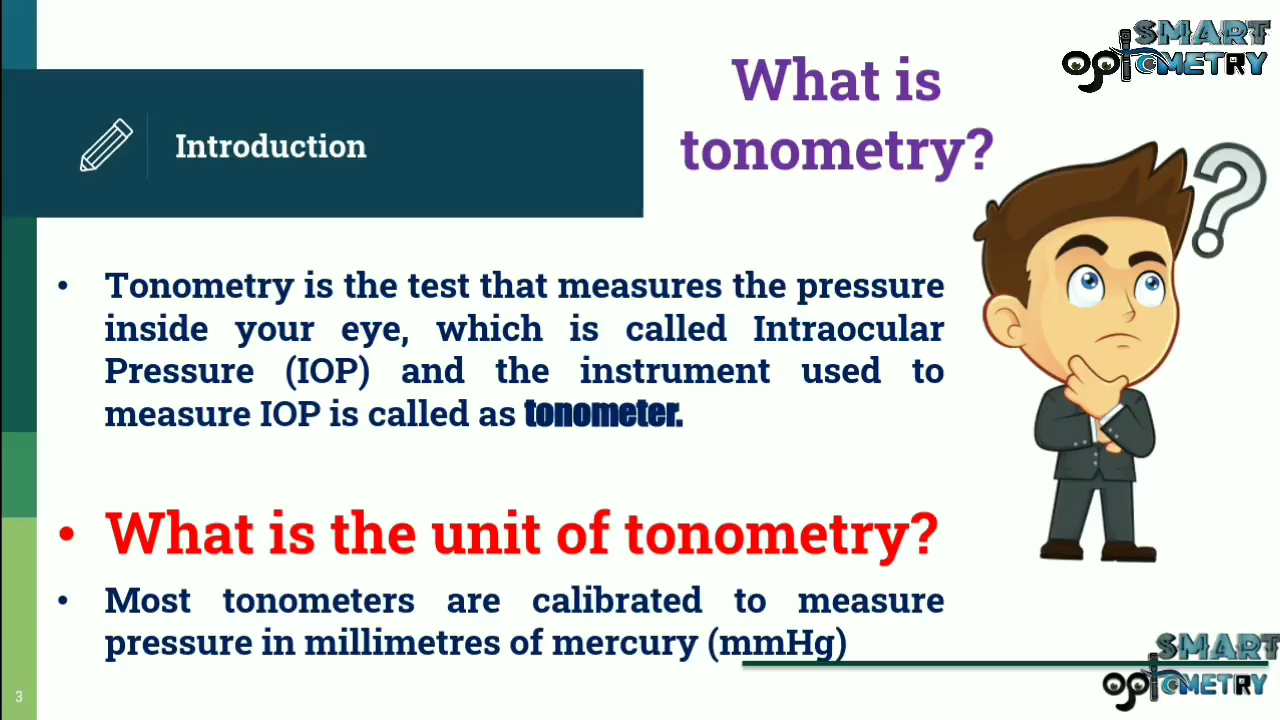 SMART
OPTOMETRY
What is
tonometry?
Introduction
• Tonometry is the test that measures the pressure
inside your eye, which is called Intraocular
Pressure (IOP) and the instrument used to
measure IOP is called as tonometer.
• What is the unit of tonometry?
• Most tonometers are calibrated to measure
pressure in millimetres of mercury (mmHg)
SMART
OPTOMETRY
3